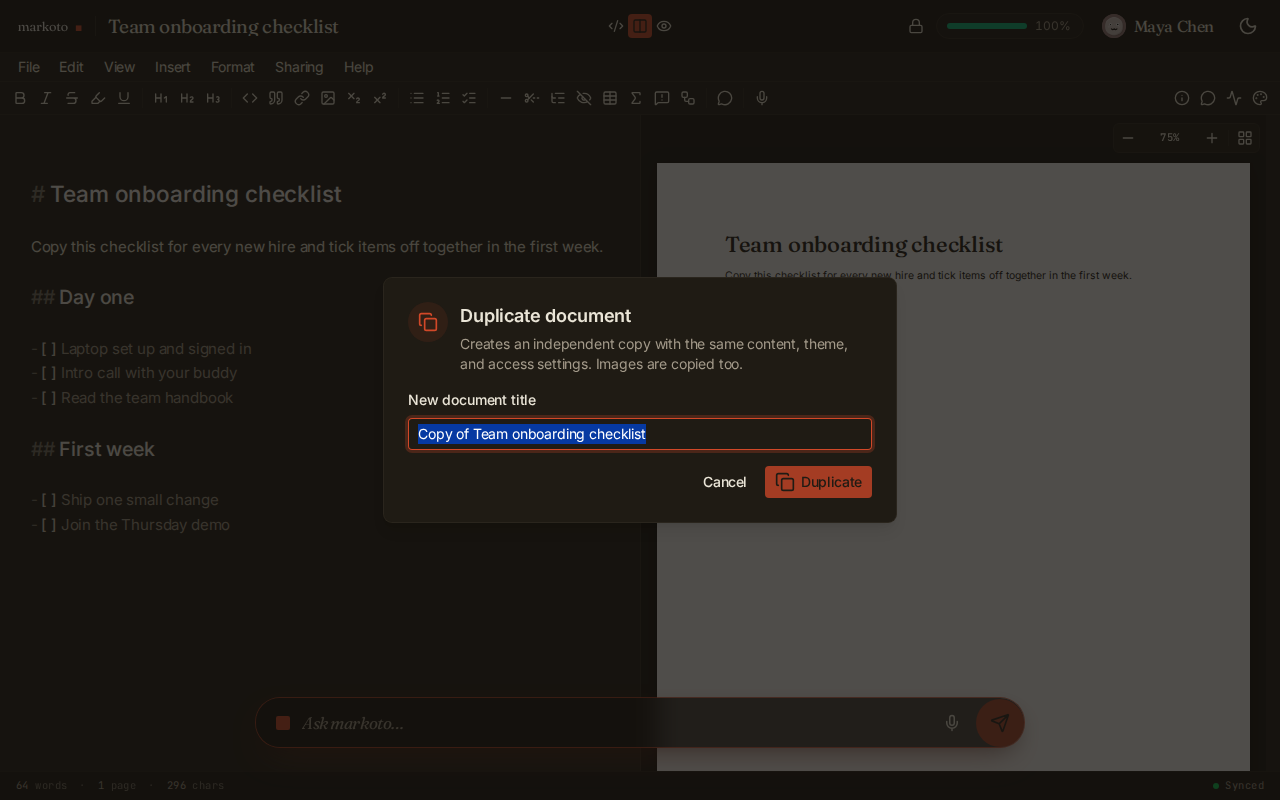 markoto
Team onboarding checklist
100%
Maya Chen
File Edit View Insert Format Sharing Help
H1 H2 H3
75%
# Team onboarding checklist
Copy this checklist for every new hire and tick items off together in the first week.
## Day one
- [ ] Laptop set up and signed in
- [ ] Intro call with your buddy
- [ ] Read the team handbook
## First week
- [ ] Ship one small change
- [ ] Join the Thursday demo
Team onboarding checklist
Copy this checklist for every new hire and tick items off together in the first week.
Duplicate document
Creates an independent copy with the same content, theme,
and access settings. Images are copied too.
New document title
Copy of Team onboarding checklist
Cancel
Duplicate
Ask markoto...
64 words · 1 page · 296 chars
Synced